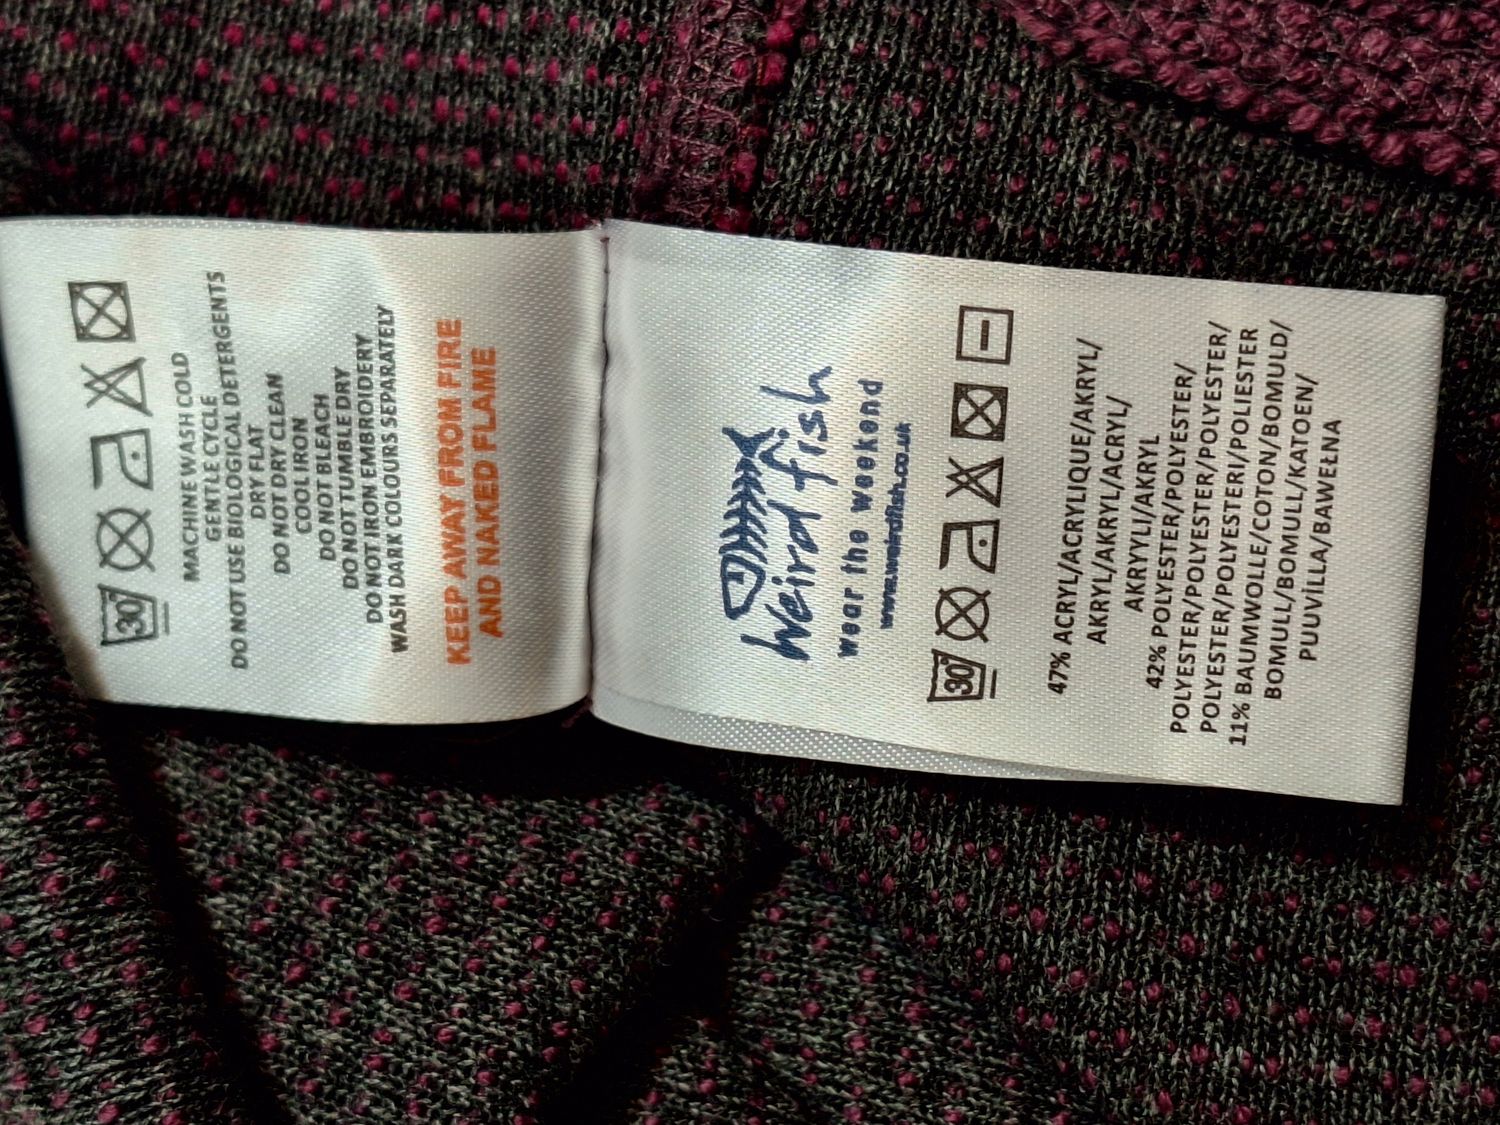 30°
MACHINE WASH COLD
GENTLE CYCLE
DO NOT USE BIOLOGICAL DETERGENTS
DRY FLAT
DO NOT DRY CLEAN
COOL IRON
DO NOT BLEACH
DO NOT TUMBLE DRY
DO NOT IRON EMBROIDERY
WASH DARK COLOURS SEPARATELY
KEEP AWAY FROM FIRE
AND NAKED FLAME
Weird fish
wear the weekend
www.weirdfish.co.uk
30°
47% ACRYL/ACRYLIQUE/AKRYL/
AKRYL/AKRYL/ACRYL/
AKRYYLI/AKRYL
42% POLYESTER/POLYESTER/
POLYESTER/POLYESTER/POLYESTER/
POLYESTER/POLYESTERI/POLIESTER
11% BAUMWOLLE/COTON/BOMULD/
BOMULL/BOMULL/KATOEN/
PUUVILLA/BAWEŁNA